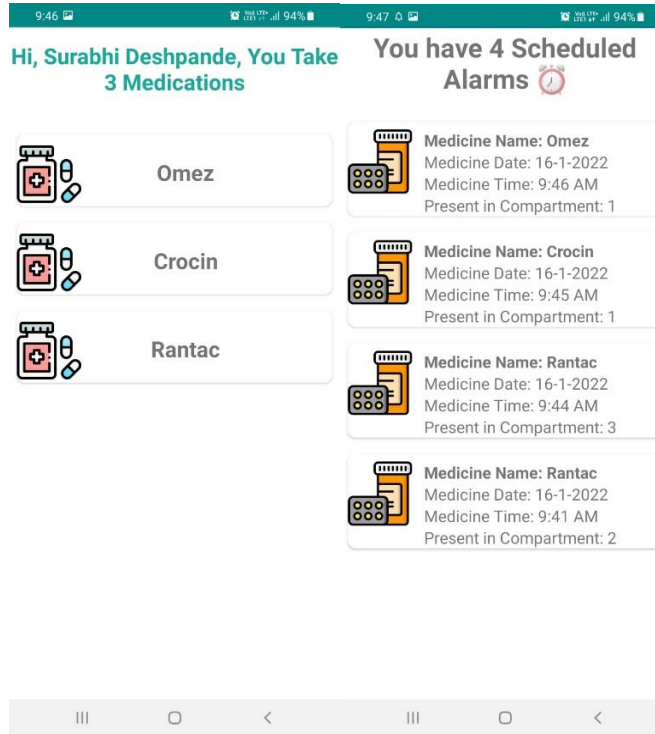 9:46
94%
Hi, Surabhi Deshpande, You Take
3 Medications
Omez
Crocin
Rantac
9:47
94%
You have 4 Scheduled
Alarms
Medicine Name: Omez
Medicine Date: 16-1-2022
Medicine Time: 9:46 AM
Present in Compartment: 1
Medicine Name: Crocin
Medicine Date: 16-1-2022
Medicine Time: 9:45 AM
Present in Compartment: 1
Medicine Name: Rantac
Medicine Date: 16-1-2022
Medicine Time: 9:44 AM
Present in Compartment: 3
Medicine Name: Rantac
Medicine Date: 16-1-2022
Medicine Time: 9:41 AM
Present in Compartment: 2